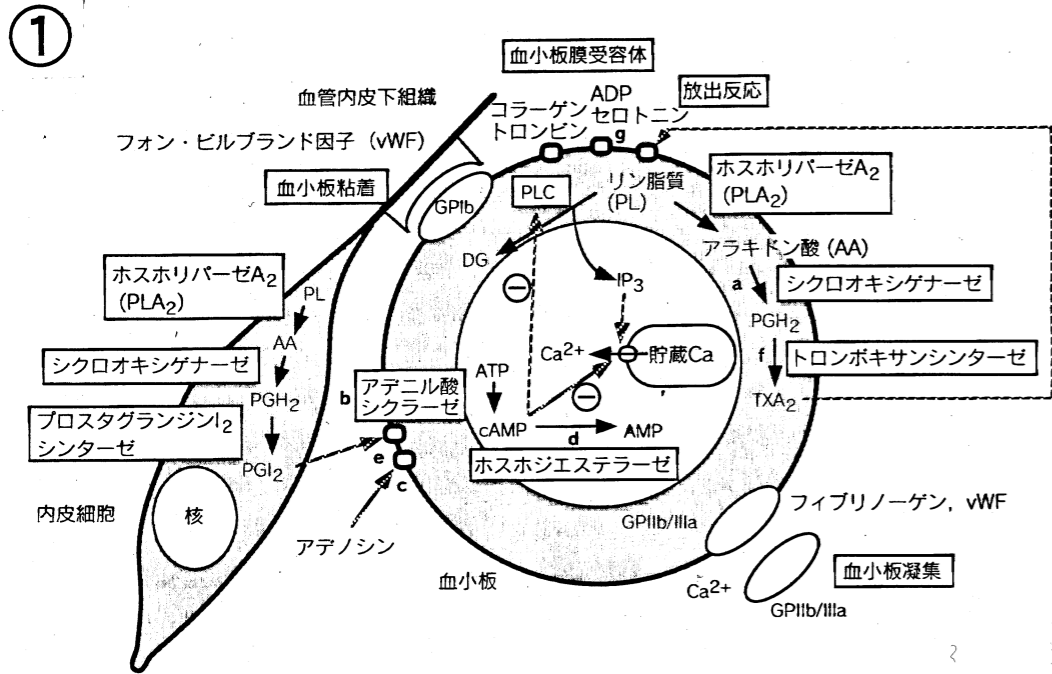 ①
血小板膜受容体
血管内皮下組織
コラーゲン
トロンビン
ADP
セロトニン
g
放出反応
フォン・ビルブランド因子（vWF）
血小板粘着
GPIb
PLC
リン脂質
(PL)
ホスホリパーゼA2
(PLA2)
DG
アラキドン酸 (AA)
ホスホリパーゼA2
(PLA2)
PL
IP3
a
シクロオキシゲナーゼ
PGH2
AA
シクロオキシゲナーゼ
Ca2+
貯蔵Ca
f
トロンボキサンシンターゼ
ATP
PGH2
b
アデニル酸
シクラーゼ
TXA2
プロスタグランジンI2
シンターゼ
cAMP
d
AMP
PGI2
e
ホスホジエステラーゼ
c
内皮細胞
核
アデノシン
GPIIb/IIIa
フィブリノーゲン, vWF
血小板
Ca2+
血小板凝集
GPIIb/IIIa